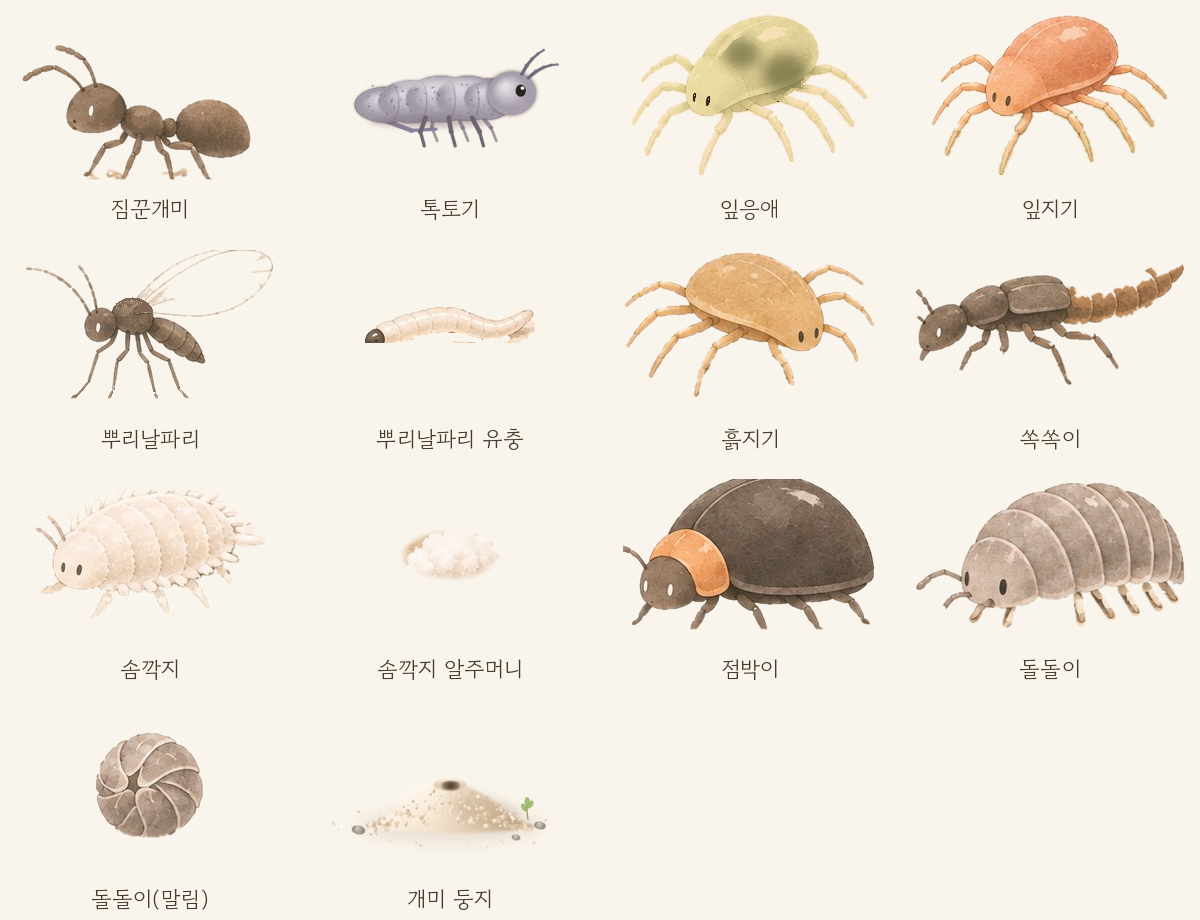 짐꾼개미
톡토기
잎응애
잎지기
뿌리날파리
뿌리날파리 유충
흙지기
쏙쏙이
솜깍지
솜깍지 알주머니
점박이
돌돌이
돌돌이(말림)
개미 둥지